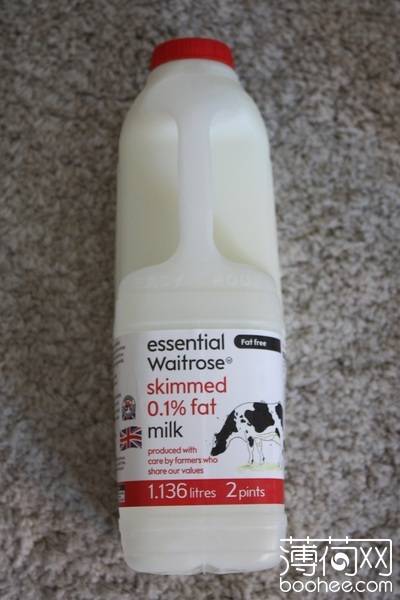 essential
Waitrose
Fat free
skimmed
0.1% fat
milk
produced with
care by farmers who
share our values
1.136 litres 2 pints
薄荷网
boohee.com